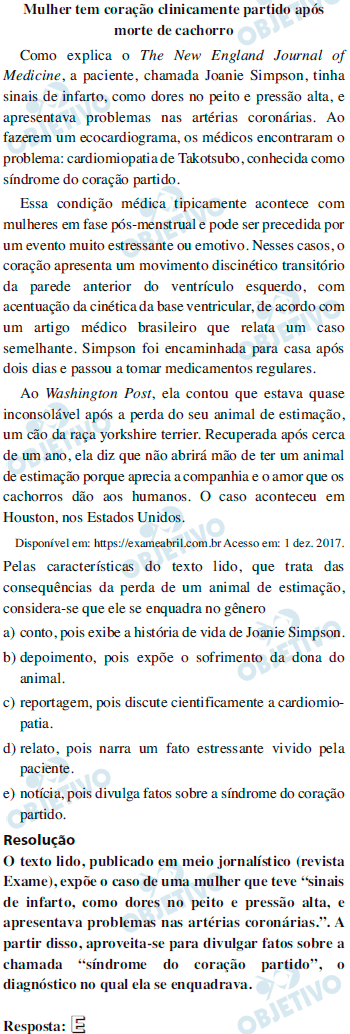 Mulher tem coração clinicamente partido após
morte de cachorro
Como explica o The New England Journal of
Medicine, a paciente, chamada Joanie Simpson, tinha
sinais de infarto, como dores no peito e pressão alta, e
apresentava problemas nas artérias coronárias. Ao
fazerem um ecocardiograma, os médicos encontraram o
problema: cardiomiopatia de Takotsubo, conhecida como
síndrome do coração partido.
Essa condição médica tipicamente acontece com
mulheres em fase pós-menstrual e pode ser precedida por
um evento muito estressante ou emotivo. Nesses casos, o
coração apresenta um movimento discinético transitório
da parede anterior do ventrículo esquerdo, com
acentuação da cinética da base ventricular, de acordo com
um artigo médico brasileiro que relata um caso
semelhante. Simpson foi encaminhada para casa após
dois dias e passou a tomar medicamentos regulares.
Ao Washington Post, ela contou que estava quase
inconsolável após a perda do seu animal de estimação,
um cão da raça yorkshire terrier. Recuperada após cerca
de um ano, ela diz que não abrirá mão de ter um animal
de estimação porque aprecia a companhia e o amor que os
cachorros dão aos humanos. O caso aconteceu em
Houston, nos Estados Unidos.
Disponível em: https://exameabril.com.br Acesso em: 1 dez. 2017.
Pelas características do texto lido, que trata das
consequências da perda de um animal de estimação,
considera-se que ele se enquadra no gênero
a) conto, pois exibe a história de vida de Joanie Simpson.
b) depoimento, pois expõe o sofrimento da dona do
animal.
c) reportagem, pois discute cientificamente a cardiomio-
patia.
d) relato, pois narra um fato estressante vivido pela
paciente.
e) notícia, pois divulga fatos sobre a síndrome do coração
partido.
Resolução
O texto lido, publicado em meio jornalístico (revista
Exame), expõe o caso de uma mulher que teve “sinais
de infarto, como dores no peito e pressão alta, e
apresentava problemas nas artérias coronárias.”. A
partir disso, aproveita-se para divulgar fatos sobre a
chamada “síndrome do coração partido”, o
diagnóstico no qual ela se enquadrava.
Resposta: E
OBJETIVO
OBJETIVO
OBJETIVO
OBJETIVO
OBJETIVO
OBJETIVO
OBJETIVO
OBJETIVO
OBJETIVO
OBJETIVO
OBJETIVO
OBJETIVO